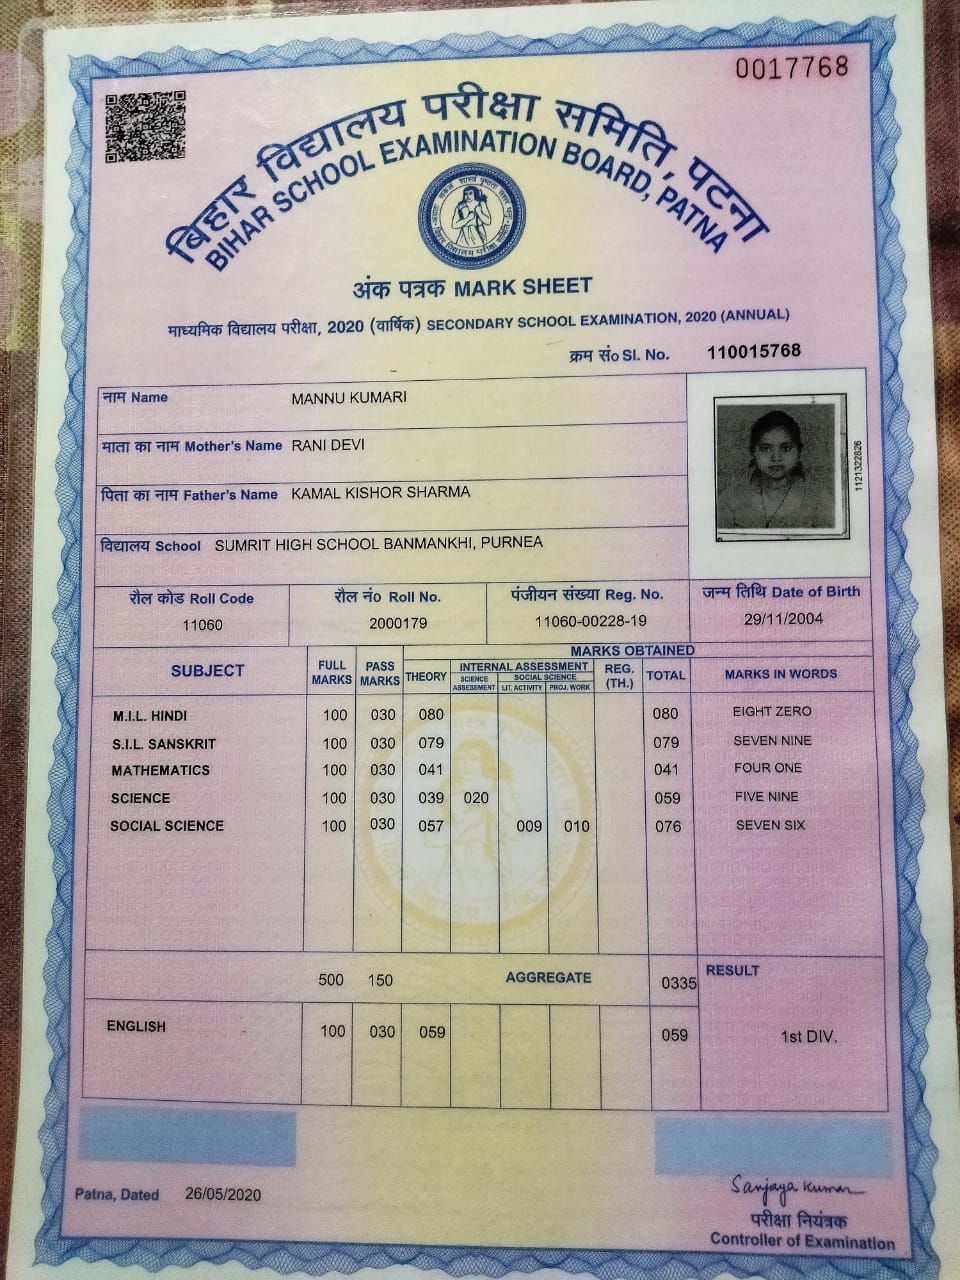 0017768
बिहार विद्यालय परीक्षा समिति, पटना
BIHAR SCHOOL EXAMINATION BOARD, PATNA
अंक पत्रक MARK SHEET
माध्यमिक विद्यालय परीक्षा, 2020 (वार्षिक) SECONDARY SCHOOL EXAMINATION, 2020 (ANNUAL)
क्रम सं० Sl. No. 110015768
नाम Name MANNU KUMARI
माता का नाम Mother's Name RANI DEVI
पिता का नाम Father's Name KAMAL KISHOR SHARMA
विद्यालय School SUMRIT HIGH SCHOOL BANMANKHI, PURNEA
1121322826
रौल कोड Roll Code रौल नं० Roll No. पंजीयन संख्या Reg. No. जन्म तिथि Date of Birth
11060 2000179 11060-00228-19 29/11/2004
MARKS OBTAINED
SUBJECT FULL MARKS PASS MARKS THEORY INTERNAL ASSESSMENT REG. (TH.) TOTAL MARKS IN WORDS
SCIENCE ASSESSMENT SOCIAL SCIENCE
LIT. ACTIVITY PROJ. WORK
M.I.L. HINDI 100 030 080 080 EIGHT ZERO
S.I.L. SANSKRIT 100 030 079 079 SEVEN NINE
MATHEMATICS 100 030 041 041 FOUR ONE
SCIENCE 100 030 039 020 059 FIVE NINE
SOCIAL SCIENCE 100 030 057 009 010 076 SEVEN SIX
500 150 AGGREGATE 0335 RESULT
ENGLISH 100 030 059 059 1st DIV.
Patna, Dated 26/05/2020
Sanjaya Kumar
परीक्षा नियंत्रक
Controller of Examination